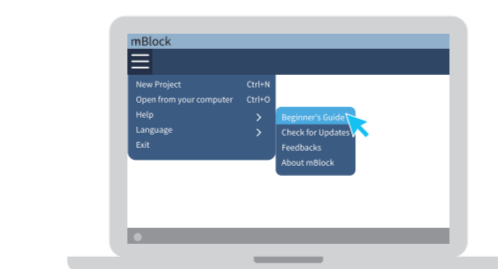 mBlock
New Project Ctrl+N
Open from your computer Ctrl+O
Help >
Language >
Exit
Beginner's Guide
Check for Updates
Feedbacks
About mBlock